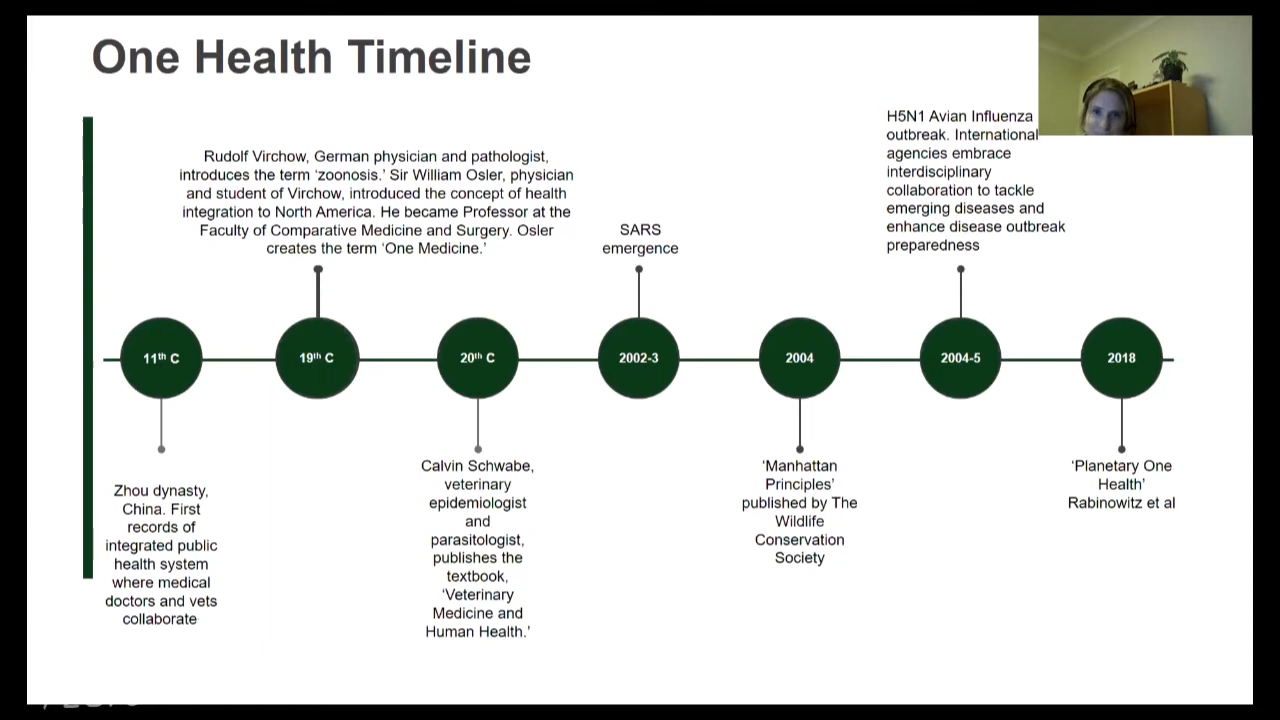 One Health Timeline
H5N1 Avian Influenza
outbreak. International
agencies embrace
interdisciplinary
collaboration to tackle
emerging diseases and
enhance disease outbreak
preparedness
Rudolf Virchow, German physician and pathologist,
introduces the term ‘zoonosis.’ Sir William Osler, physician
and student of Virchow, introduced the concept of health
integration to North America. He became Professor at the
Faculty of Comparative Medicine and Surgery. Osler
creates the term ‘One Medicine.’
SARS
emergence
11th C
19th C
20th C
2002-3
2004
2004-5
2018
Zhou dynasty,
China. First
records of
integrated public
health system
where medical
doctors and vets
collaborate
Calvin Schwabe,
veterinary
epidemiologist
and
parasitologist,
publishes the
textbook,
‘Veterinary
Medicine and
Human Health.’
‘Manhattan
Principles’
published by The
Wildlife
Conservation
Society
‘Planetary One
Health’
Rabinowitz et al